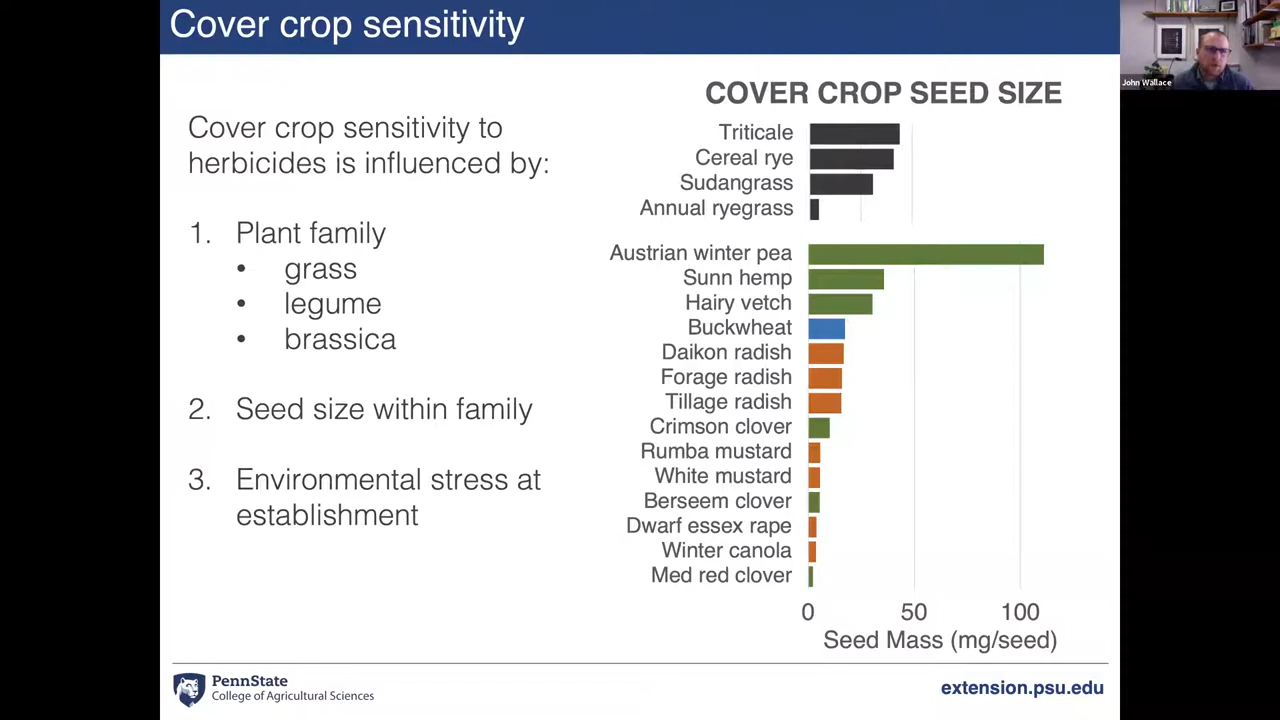 Cover crop sensitivity
John Wallace
Cover crop sensitivity to
herbicides is influenced by:
1. Plant family
• grass
• legume
• brassica
2. Seed size within family
3. Environmental stress at
establishment
COVER CROP SEED SIZE
Triticale
Cereal rye
Sudangrass
Annual ryegrass
Austrian winter pea
Sunn hemp
Hairy vetch
Buckwheat
Daikon radish
Forage radish
Tillage radish
Crimson clover
Rumba mustard
White mustard
Berseem clover
Dwarf essex rape
Winter canola
Med red clover
0 50 100
Seed Mass (mg/seed)
PennState
College of Agricultural Sciences
extension.psu.edu